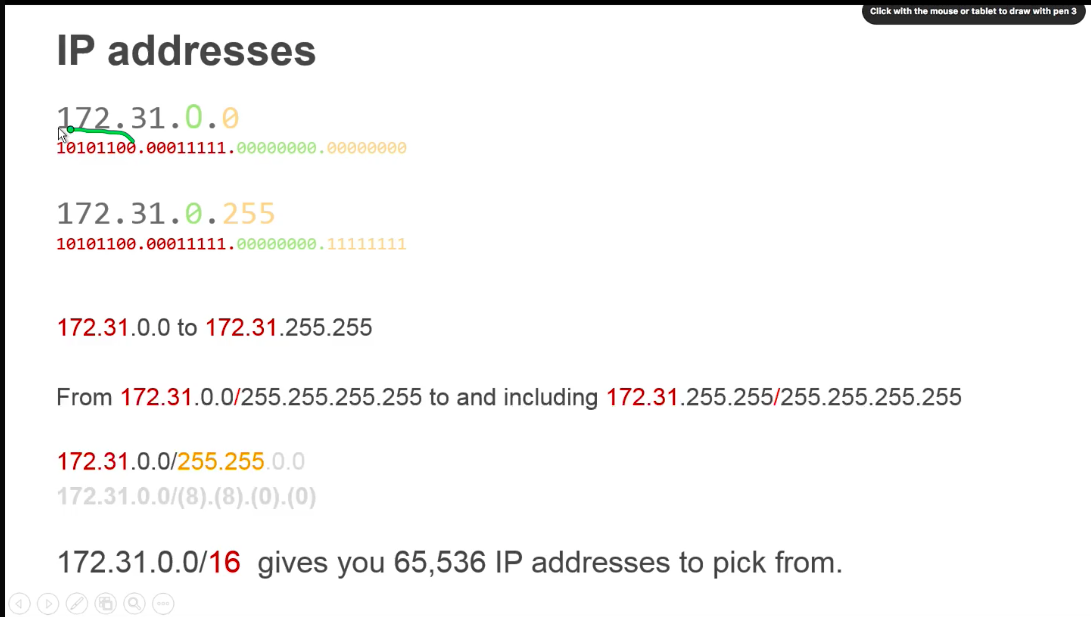 Click with the mouse or tablet to draw with pen 3
IP addresses
172.31.0.0
10101100.00011111.00000000.00000000
172.31.0.255
10101100.00011111.00000000.11111111
172.31.0.0 to 172.31.255.255
From 172.31.0.0/255.255.255.255 to and including 172.31.255.255/255.255.255.255
172.31.0.0/255.255.0.0
172.31.0.0/(8).(8).(0).(0)
172.31.0.0/16 gives you 65,536 IP addresses to pick from.